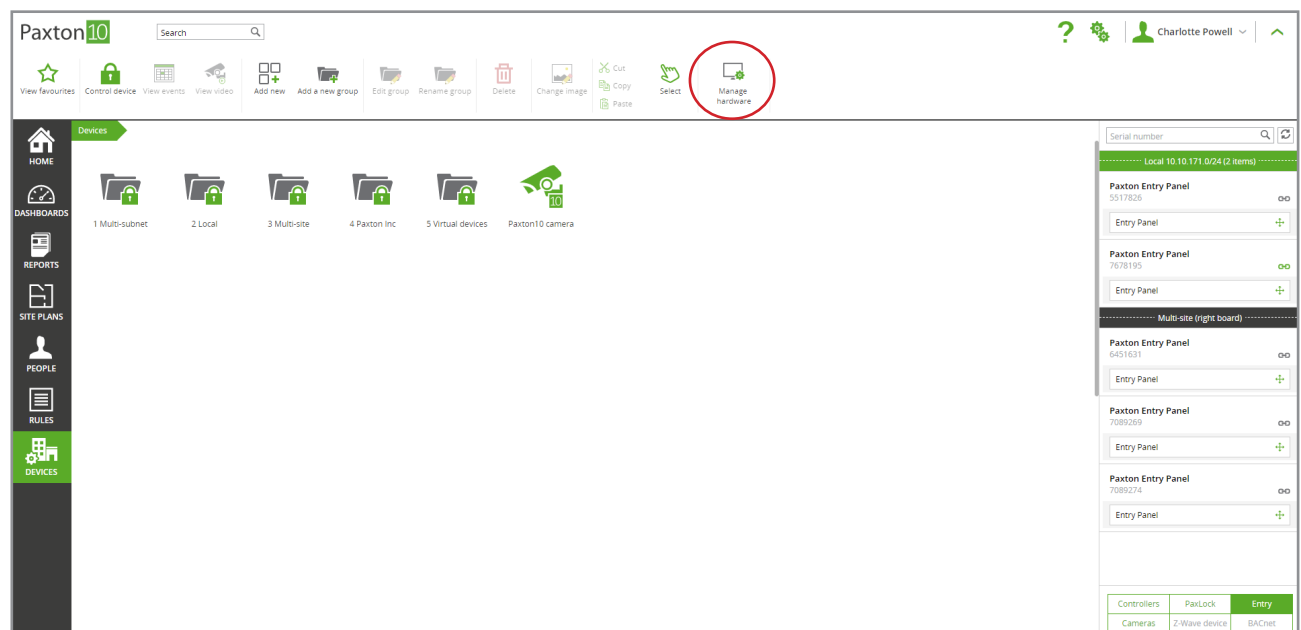 Paxton10
Search
Charlotte Powell
View favourites
Control device
View events
View video
Add new
Add a new group
Edit group
Rename group
Delete
Change image
Cut
Copy
Paste
Select
Manage
hardware
HOME
DASHBOARDS
REPORTS
SITE PLANS
PEOPLE
RULES
DEVICES
Devices
1 Multi-subnet
2 Local
3 Multi-site
4 Paxton Inc
5 Virtual devices
10
Paxton10 camera
Serial number
Local 10.10.171.0/24 (2 items)
Paxton Entry Panel
5517826
Entry Panel
Paxton Entry Panel
7678195
Entry Panel
Multi-site (right board)
Paxton Entry Panel
6451631
Entry Panel
Paxton Entry Panel
7089269
Entry Panel
Paxton Entry Panel
7089274
Entry Panel
Controllers
PaxLock
Entry
Cameras
Z-Wave device
BACnet